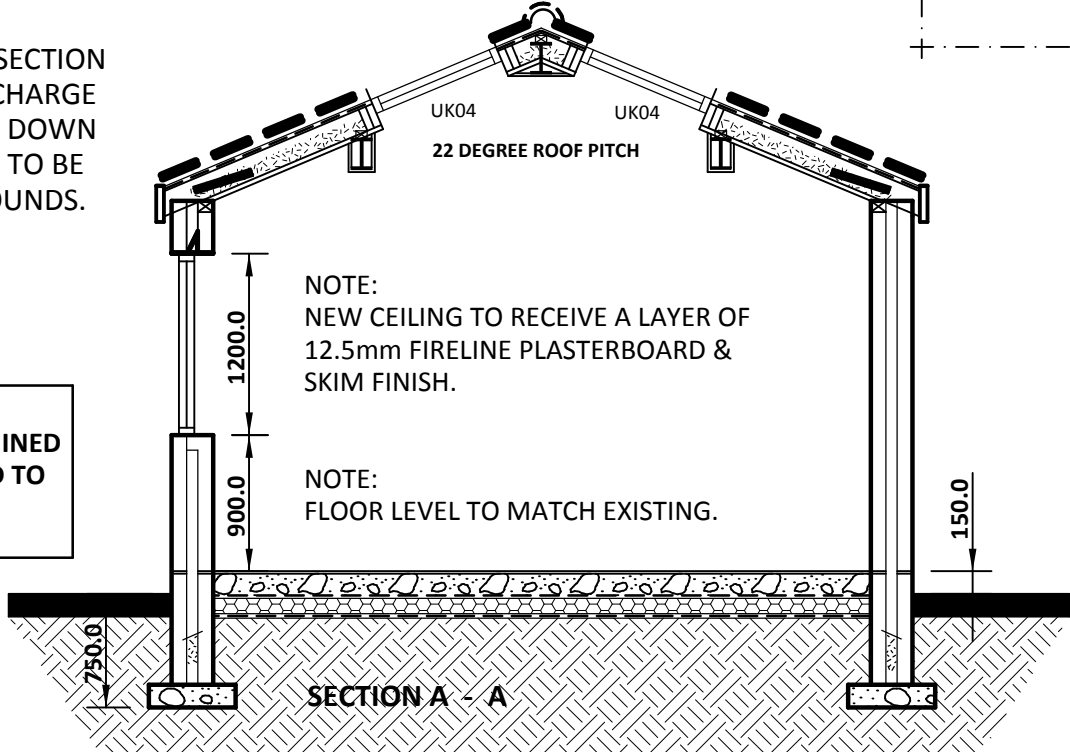 SECTION
CHARGE
DOWN
TO BE
OUNDS.
UK04
UK04
22 DEGREE ROOF PITCH
1200.0
NOTE:
NEW CEILING TO RECEIVE A LAYER OF
12.5mm FIRELINE PLASTERBOARD &
SKIM FINISH.
INED
TO
900.0
NOTE:
FLOOR LEVEL TO MATCH EXISTING.
150.0
750.0
SECTION A - A